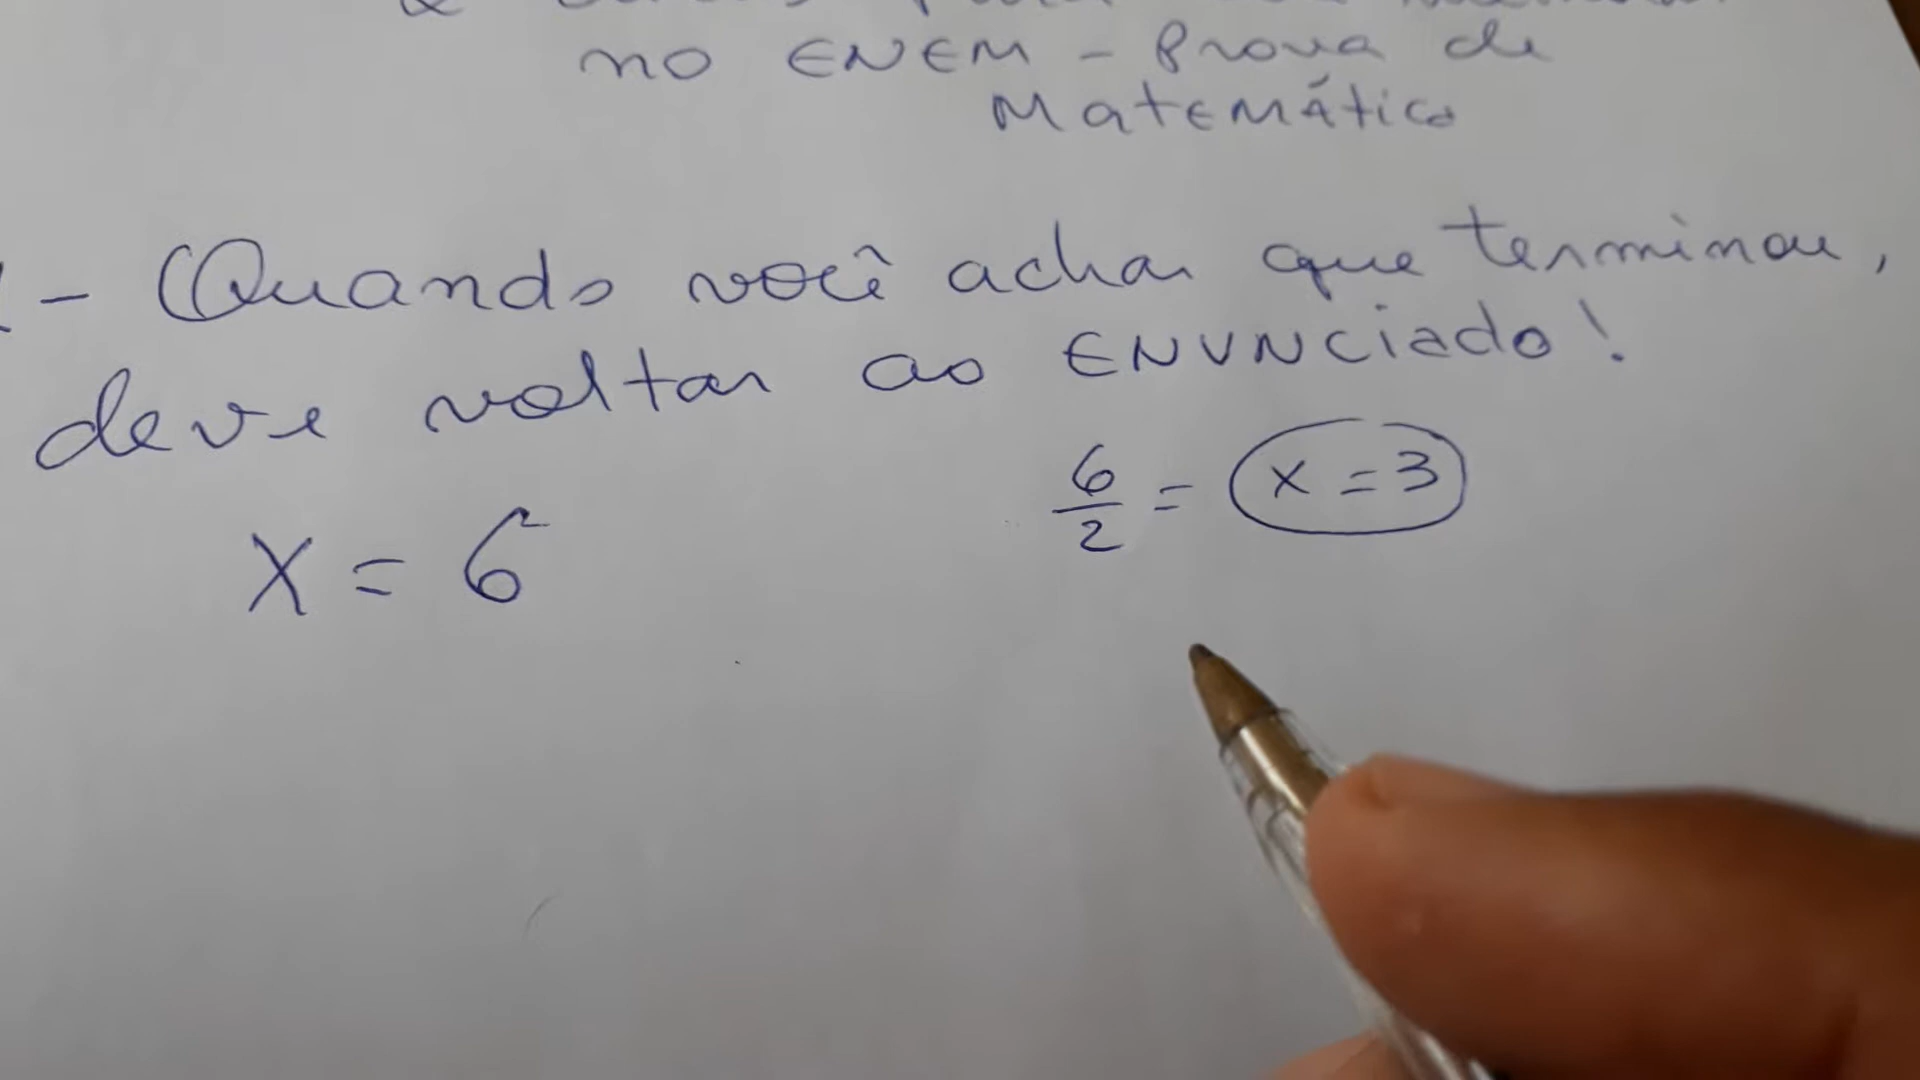 no ENEM - Prova de
Matemática
- Quando você achar que terminou,
deve voltar ao ENUNCiado!
6/2 = x = 3
x = 6